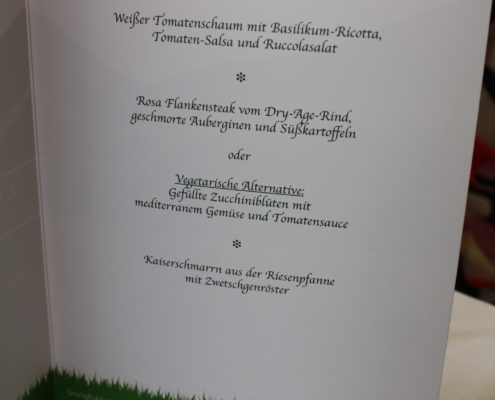 Weißer Tomatenschaum mit Basilikum-Ricotta,
Tomaten-Salsa und Ruccolasalat
*
Rosa Flankensteak vom Dry-Age-Rind,
geschmorte Auberginen und Süßkartoffeln
oder
Vegetarische Alternative:
Gefüllte Zucchiniblüten mit
mediterranem Gemüse und Tomatensauce
*
Kaiserschmarrn aus der Riesenpfanne
mit Zwetschgenröster